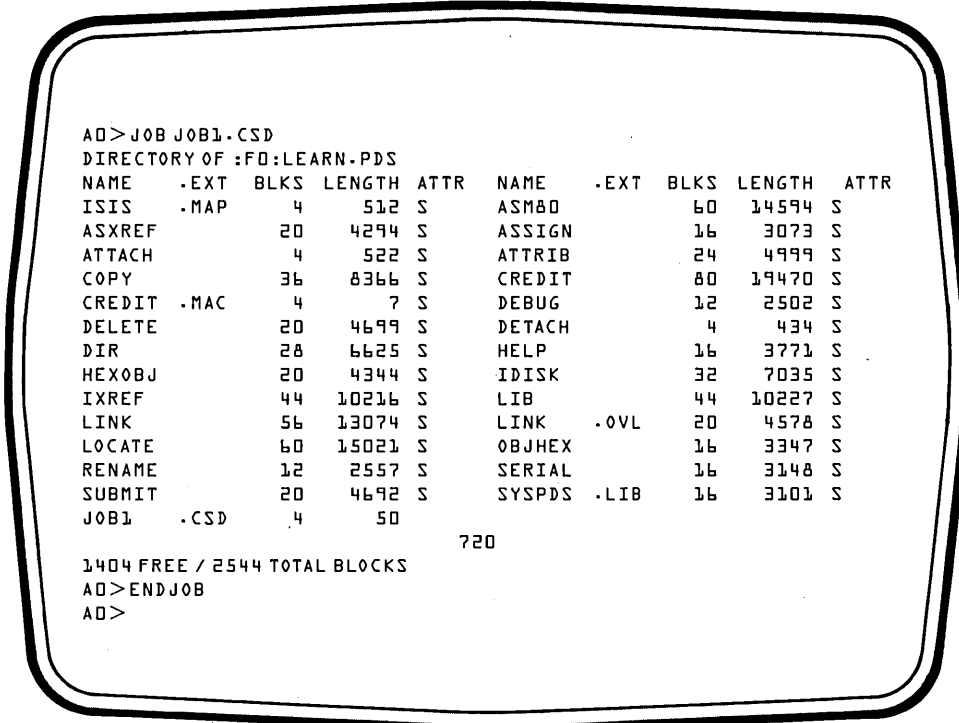 A0>JOB JOB1.CSD
DIRECTORY OF :F0:LEARN.PDS
NAME .EXT BLKS LENGTH ATTR NAME .EXT BLKS LENGTH ATTR
ISIS .MAP 4 512 S ASM80 60 14594 S
ASXREF 20 4294 S ASSIGN 16 3073 S
ATTACH 4 522 S ATTRIB 24 4999 S
COPY 36 8366 S CREDIT 80 19470 S
CREDIT .MAC 4 7 S DEBUG 12 2502 S
DELETE 20 4699 S DETACH 4 434 S
DIR 28 6625 S HELP 16 3771 S
HEXOBJ 20 4344 S IDISK 32 7035 S
IXREF 44 10216 S LIB 44 10227 S
LINK 56 13074 S LINK .OVL 20 4578 S
LOCATE 60 15021 S OBJHEX 16 3347 S
RENAME 12 2557 S SERIAL 16 3148 S
SUBMIT 20 4692 S SYSPDS .LIB 16 3101 S
JOB1 .CSD 4 50
720
1404 FREE / 2544 TOTAL BLOCKS
A0>ENDJOB
A0>